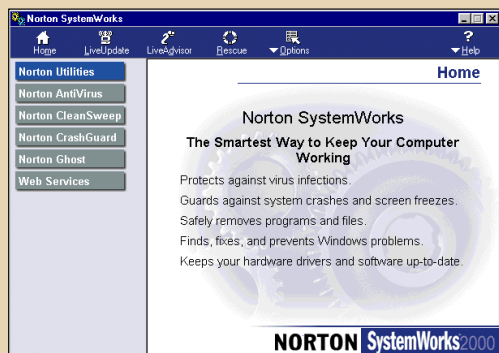 Norton SystemWorks
Home LiveUpdate LiveAdvisor Rescue Options Help
Norton Utilities
Norton AntiVirus
Norton CleanSweep
Norton CrashGuard
Norton Ghost
Web Services
Home
Norton SystemWorks
The Smartest Way to Keep Your Computer
Working
Protects against virus infections.
Guards against system crashes and screen freezes.
Safely removes programs and files.
Finds, fixes, and prevents Windows problems.
Keeps your hardware drivers and software up-to-date.
NORTON SystemWorks 2000